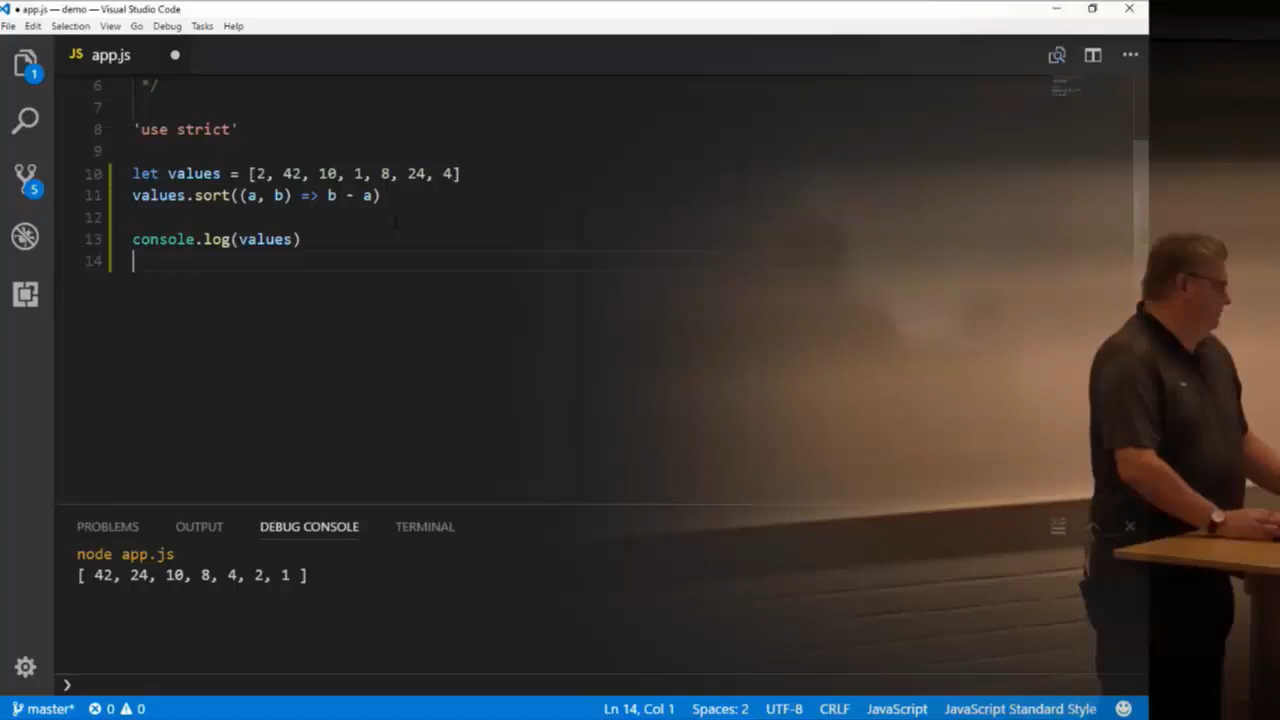 ● app.js — demo — Visual Studio Code
File Edit Selection View Go Debug Tasks Help
JS app.js ●
1
5
6 */
7
8 'use strict'
9
10 let values = [2, 42, 10, 1, 8, 24, 4]
11 values.sort((a, b) => b - a)
12
13 console.log(values)
14
PROBLEMS OUTPUT DEBUG CONSOLE TERMINAL
node app.js
[ 42, 24, 10, 8, 4, 2, 1 ]
master* 0 0 Ln 14, Col 1 Spaces: 2 UTF-8 CRLF JavaScript JavaScript Standard Style